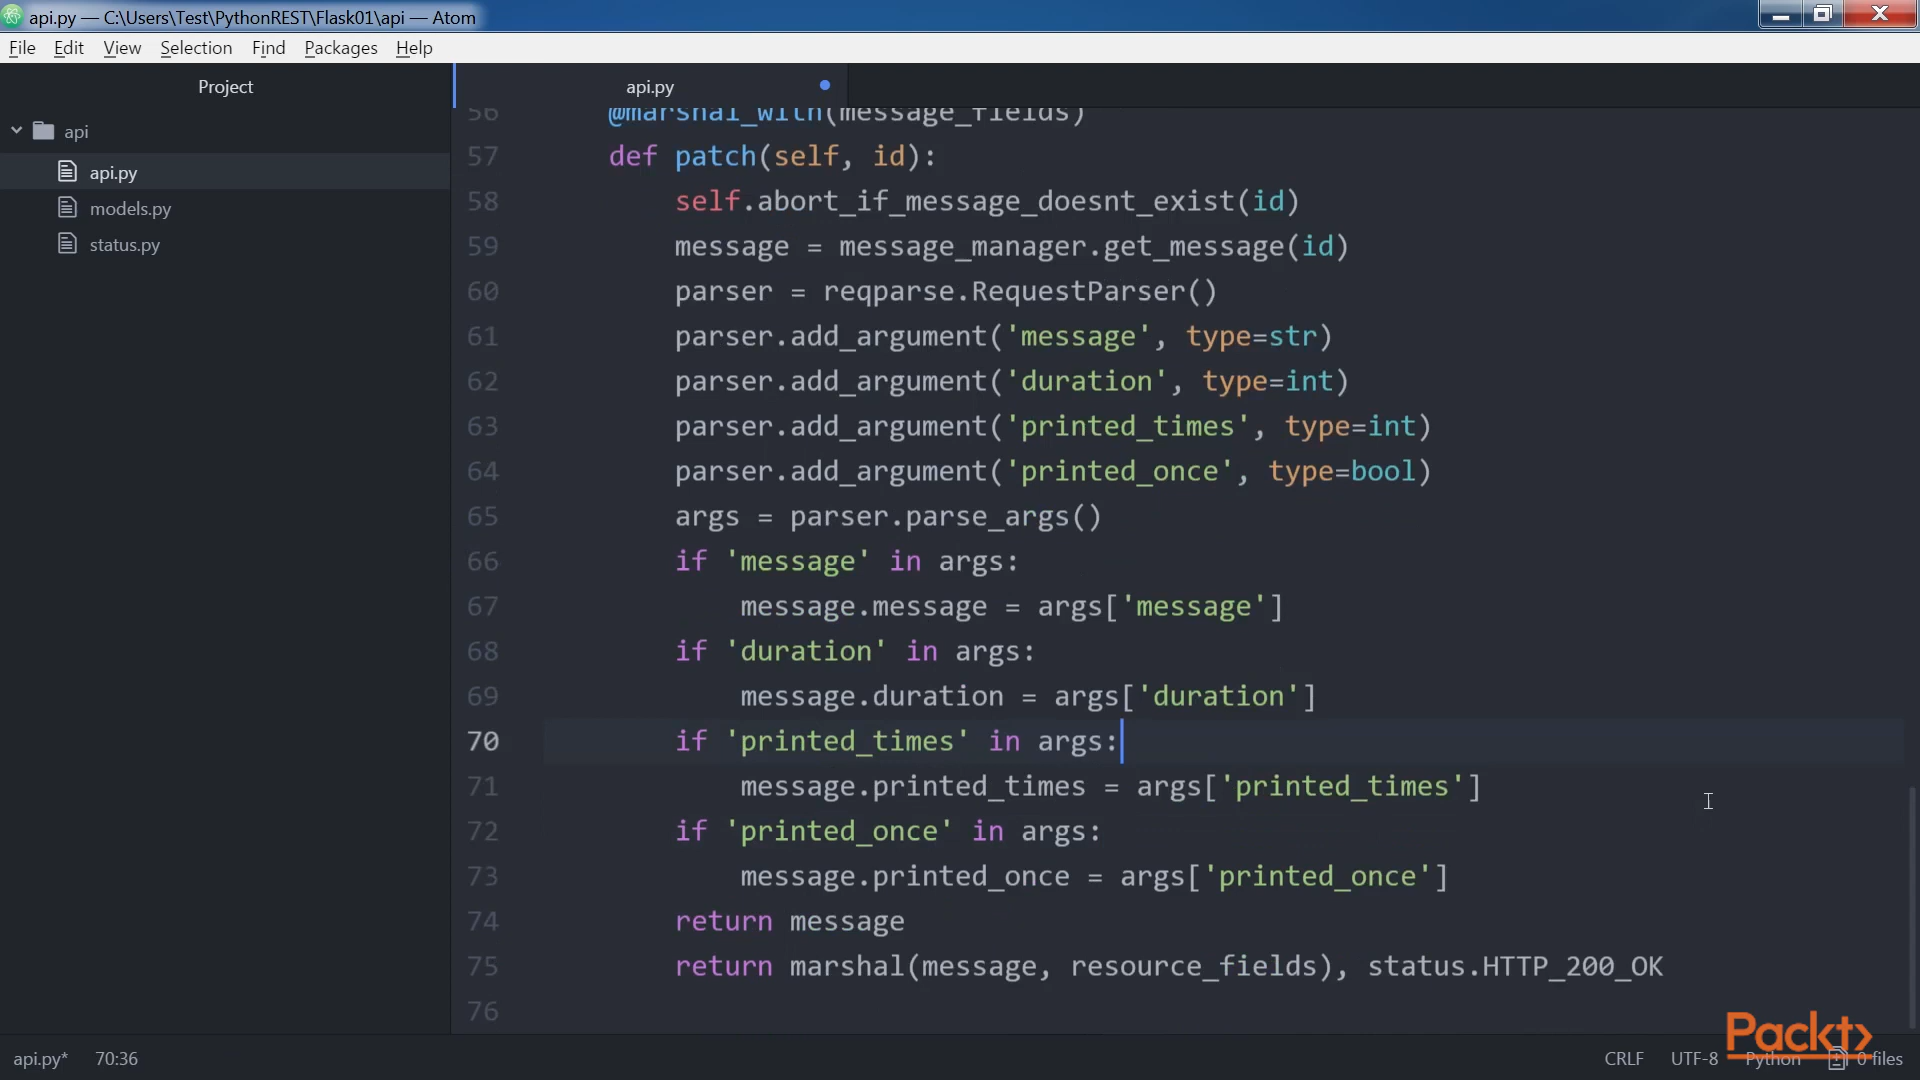 api.py — C:\Users\Test\PythonREST\Flask01\api — Atom
File Edit View Selection Find Packages Help
Project
api
api.py
models.py
status.py
api.py
56 @marshal_with(message_fields)
57 def patch(self, id):
58 self.abort_if_message_doesnt_exist(id)
59 message = message_manager.get_message(id)
60 parser = reqparse.RequestParser()
61 parser.add_argument('message', type=str)
62 parser.add_argument('duration', type=int)
63 parser.add_argument('printed_times', type=int)
64 parser.add_argument('printed_once', type=bool)
65 args = parser.parse_args()
66 if 'message' in args:
67 message.message = args['message']
68 if 'duration' in args:
69 message.duration = args['duration']
70 if 'printed_times' in args:
71 message.printed_times = args['printed_times']
72 if 'printed_once' in args:
73 message.printed_once = args['printed_once']
74 return message
75 return marshal(message, resource_fields), status.HTTP_200_OK
76
Packt>
api.py* 70:36 CRLF UTF-8 Python 0 files